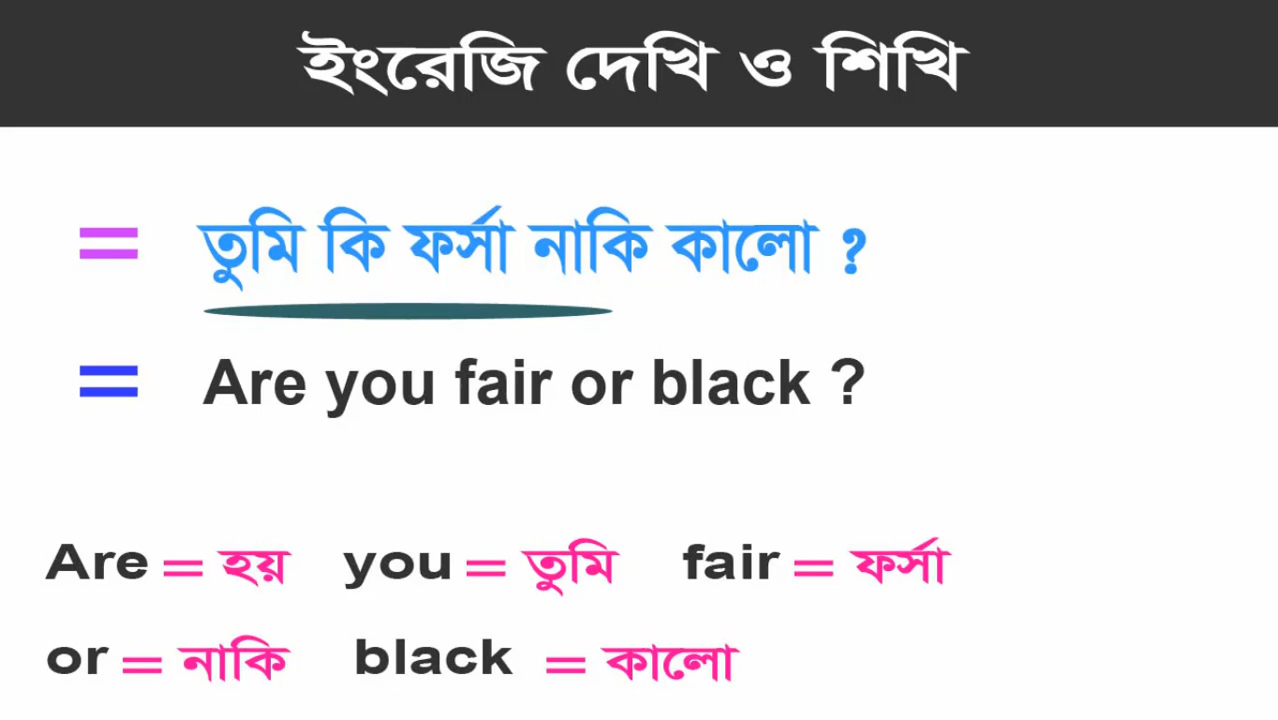 ইংরেজি দেখি ও শিখি
= তুমি কি ফর্সা নাকি কালো ?
= Are you fair or black ?
Are = হয় you = তুমি fair = ফর্সা
or = নাকি black = কালো